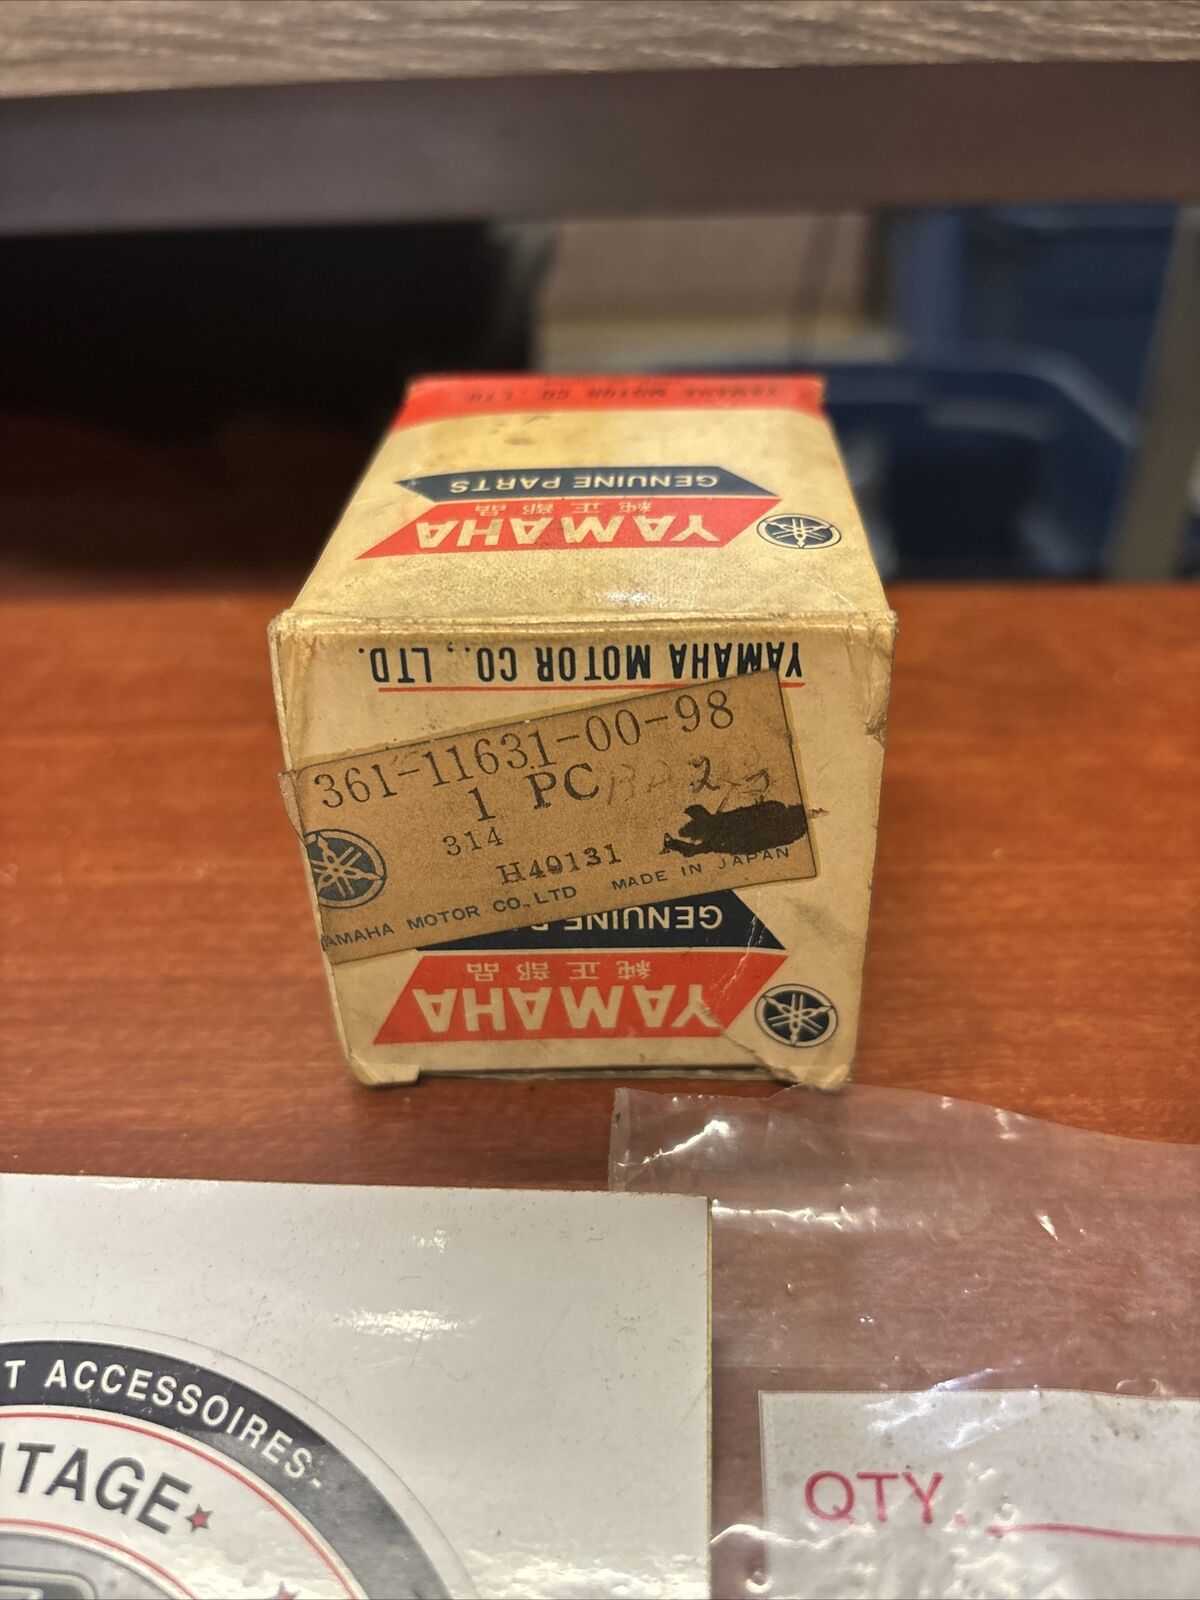 YAMAHA MOTOR CO., LTD.
GENUINE PARTS
純正部品
YAMAHA
YAMAHA MOTOR CO., LTD.
361-11631-00-98
1 PC
2
314
H40131
YAMAHA MOTOR CO., LTD MADE IN JAPAN
GENUINE P
純正部品
YAMAHA
T ACCESSOIRES-
TAGE★
QTY.